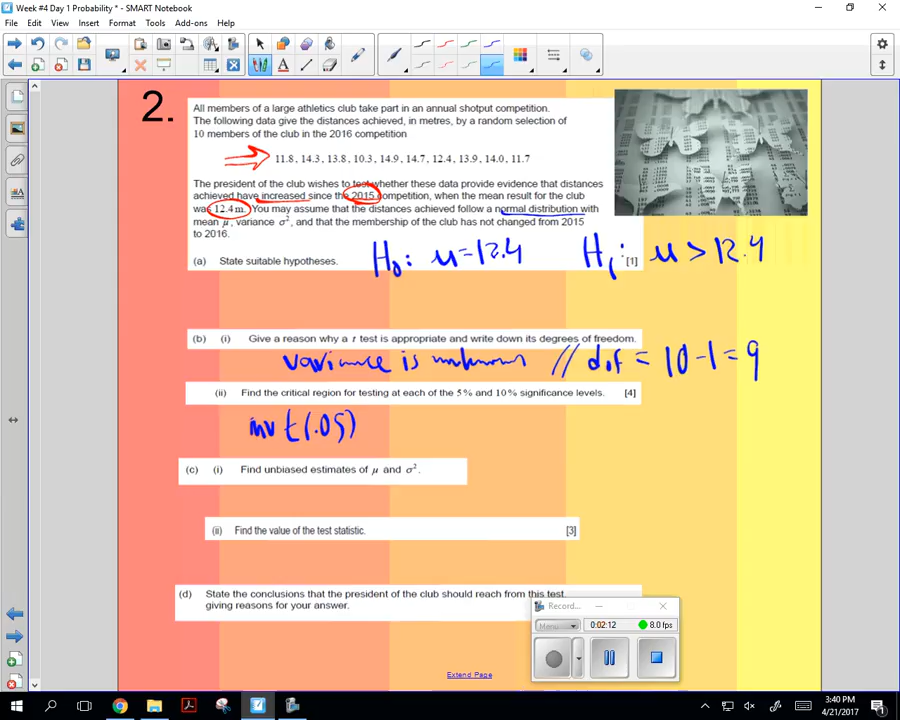 Week #4 Day 1 Probability * - SMART Notebook
File Edit View Insert Format Tools Add-ons Help
2.
All members of a large athletics club take part in an annual shotput competition.
The following data give the distances achieved, in metres, by a random selection of
10 members of the club in the 2016 competition
11.8, 14.3, 13.8, 10.3, 14.9, 14.7, 12.4, 13.9, 14.0, 11.7
The president of the club wishes to test whether these data provide evidence that distances
achieved have increased since the 2015 competition, when the mean result for the club
was 12.4 m. You may assume that the distances achieved follow a normal distribution with
mean μ, variance σ², and that the membership of the club has not changed from 2015
to 2016.
(a) State suitable hypotheses. [1]
H₀: μ=12.4 H₁: μ > 12.4
(b) (i) Give a reason why a t test is appropriate and write down its degrees of freedom.
variance is unknown // dof = 10-1=9
(ii) Find the critical region for testing at each of the 5% and 10% significance levels. [4]
inv t(.05)
(c) (i) Find unbiased estimates of μ and σ².
(ii) Find the value of the test statistic. [3]
(d) State the conclusions that the president of the club should reach from this test,
giving reasons for your answer.
Record...
Menu 0:02:12 8.0 fps
Extend Page
3:40 PM
4/21/2017